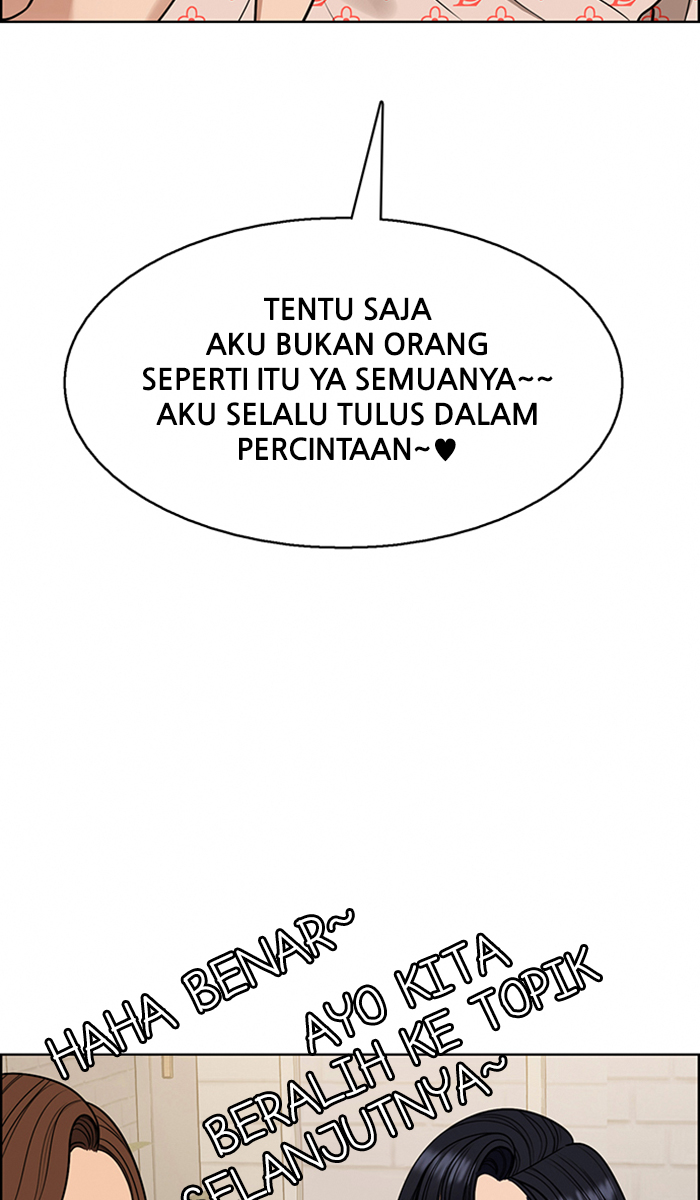 TENTU SAJA
AKU BUKAN ORANG
SEPERTI ITU YA SEMUANYA~~
AKU SELALU TULUS DALAM
PERCINTAAN~♥
HAHA BENAR~
AYO KITA
BERALIH KE TOPIK
SELANJUTNYA~